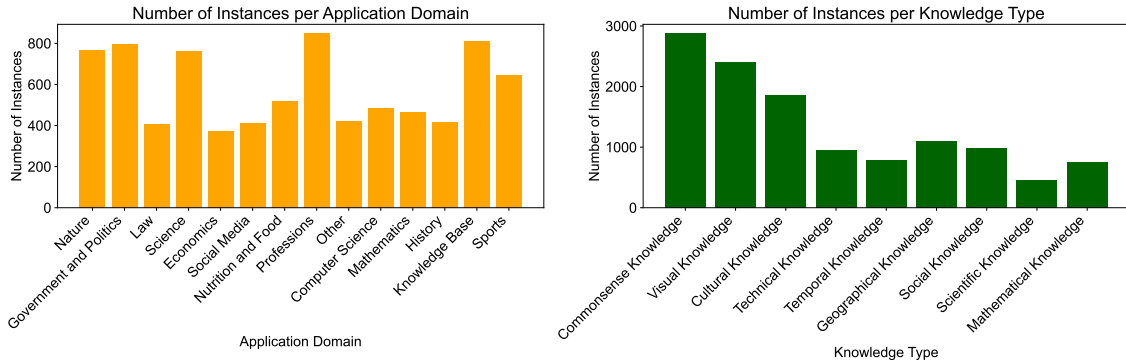 Number of Instances per Application Domain
Number of Instances
800
600
400
200
0
Nature
Government and Politics
Law
Science
Economics
Social Media
Nutrition and Food
Professions
Other
Computer Science
Mathematics
History
Knowledge Base
Sports
Application Domain
Number of Instances per Knowledge Type
Number of Instances
3000
2000
1000
0
Commonsense Knowledge
Visual Knowledge
Cultural Knowledge
Technical Knowledge
Temporal Knowledge
Geographical Knowledge
Social Knowledge
Scientific Knowledge
Mathematical Knowledge
Knowledge Type